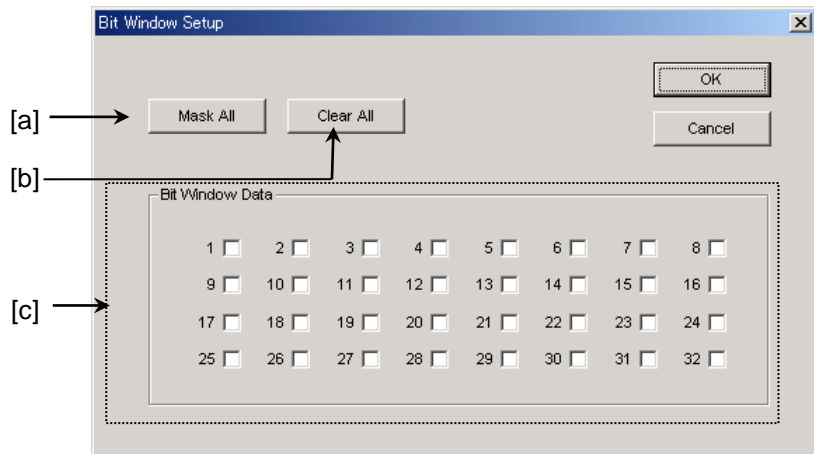 Bit Window Setup
OK
[a] Mask All Clear All
Cancel
[b]
Bit Window Data
1 2 3 4 5 6 7 8
9 10 11 12 13 14 15 16
[c]
17 18 19 20 21 22 23 24
25 26 27 28 29 30 31 32